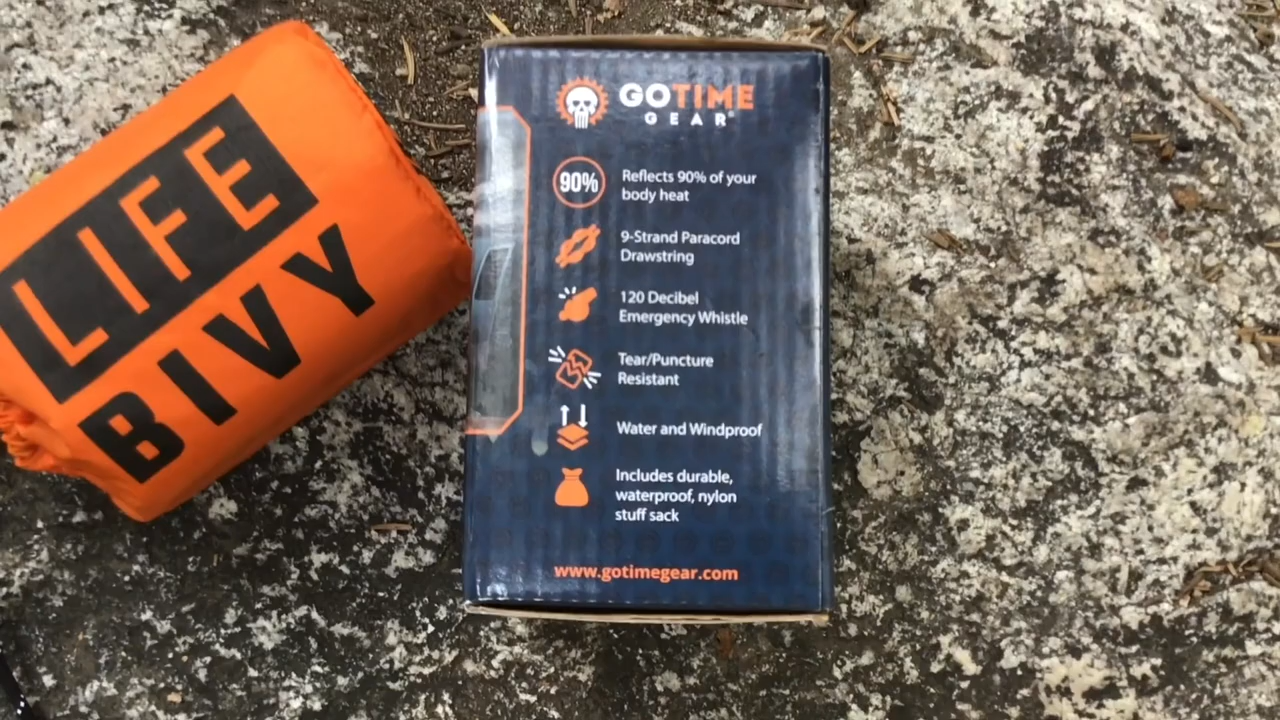 LIFE
BIVY
GOTIME
GEAR®
90%
Reflects 90% of your
body heat
9-Strand Paracord
Drawstring
120 Decibel
Emergency Whistle
Tear/Puncture
Resistant
Water and Windproof
Includes durable,
waterproof, nylon
stuff sack
www.gotimegear.com